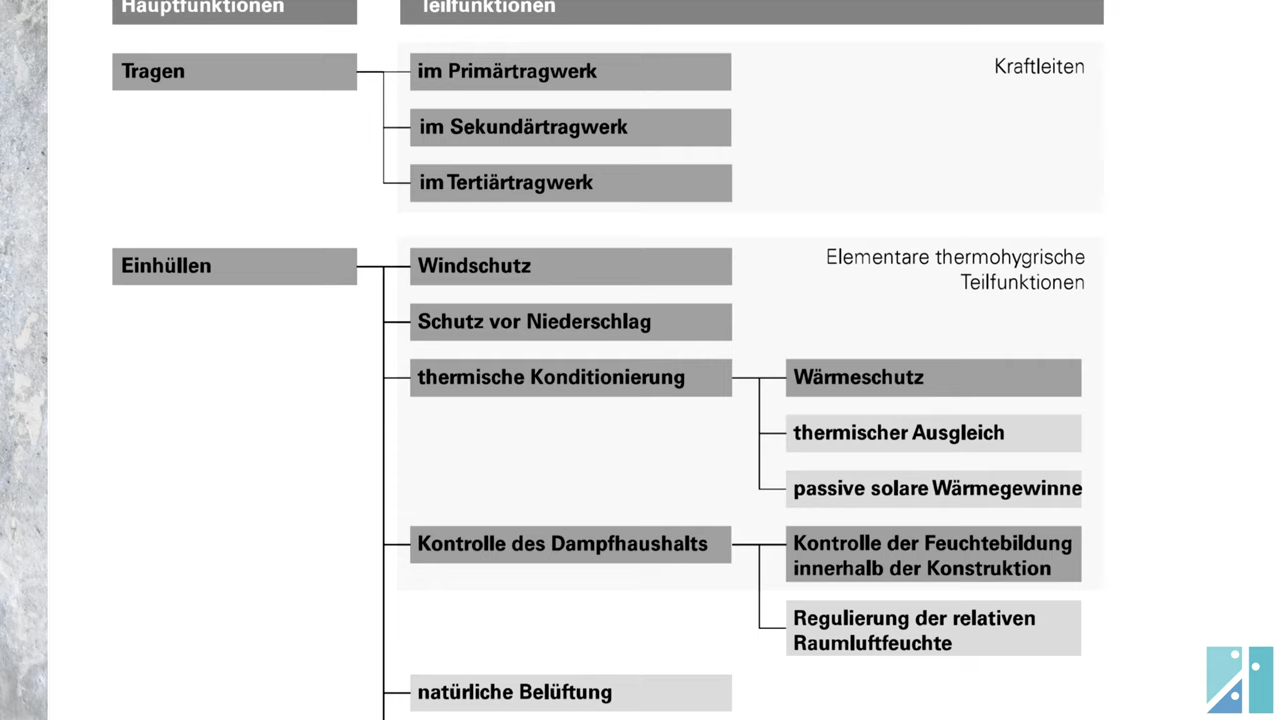 Hauptfunktionen
Teilfunktionen
Tragen
im Primärtragwerk
Kraftleiten
im Sekundärtragwerk
im Tertiärtragwerk
Einhüllen
Windschutz
Elementare thermohygrische
Teilfunktionen
Schutz vor Niederschlag
thermische Konditionierung
Wärmeschutz
thermischer Ausgleich
passive solare Wärmegewinne
Kontrolle des Dampfhaushalts
Kontrolle der Feuchtebildung
innerhalb der Konstruktion
Regulierung der relativen
Raumluftfeuchte
natürliche Belüftung